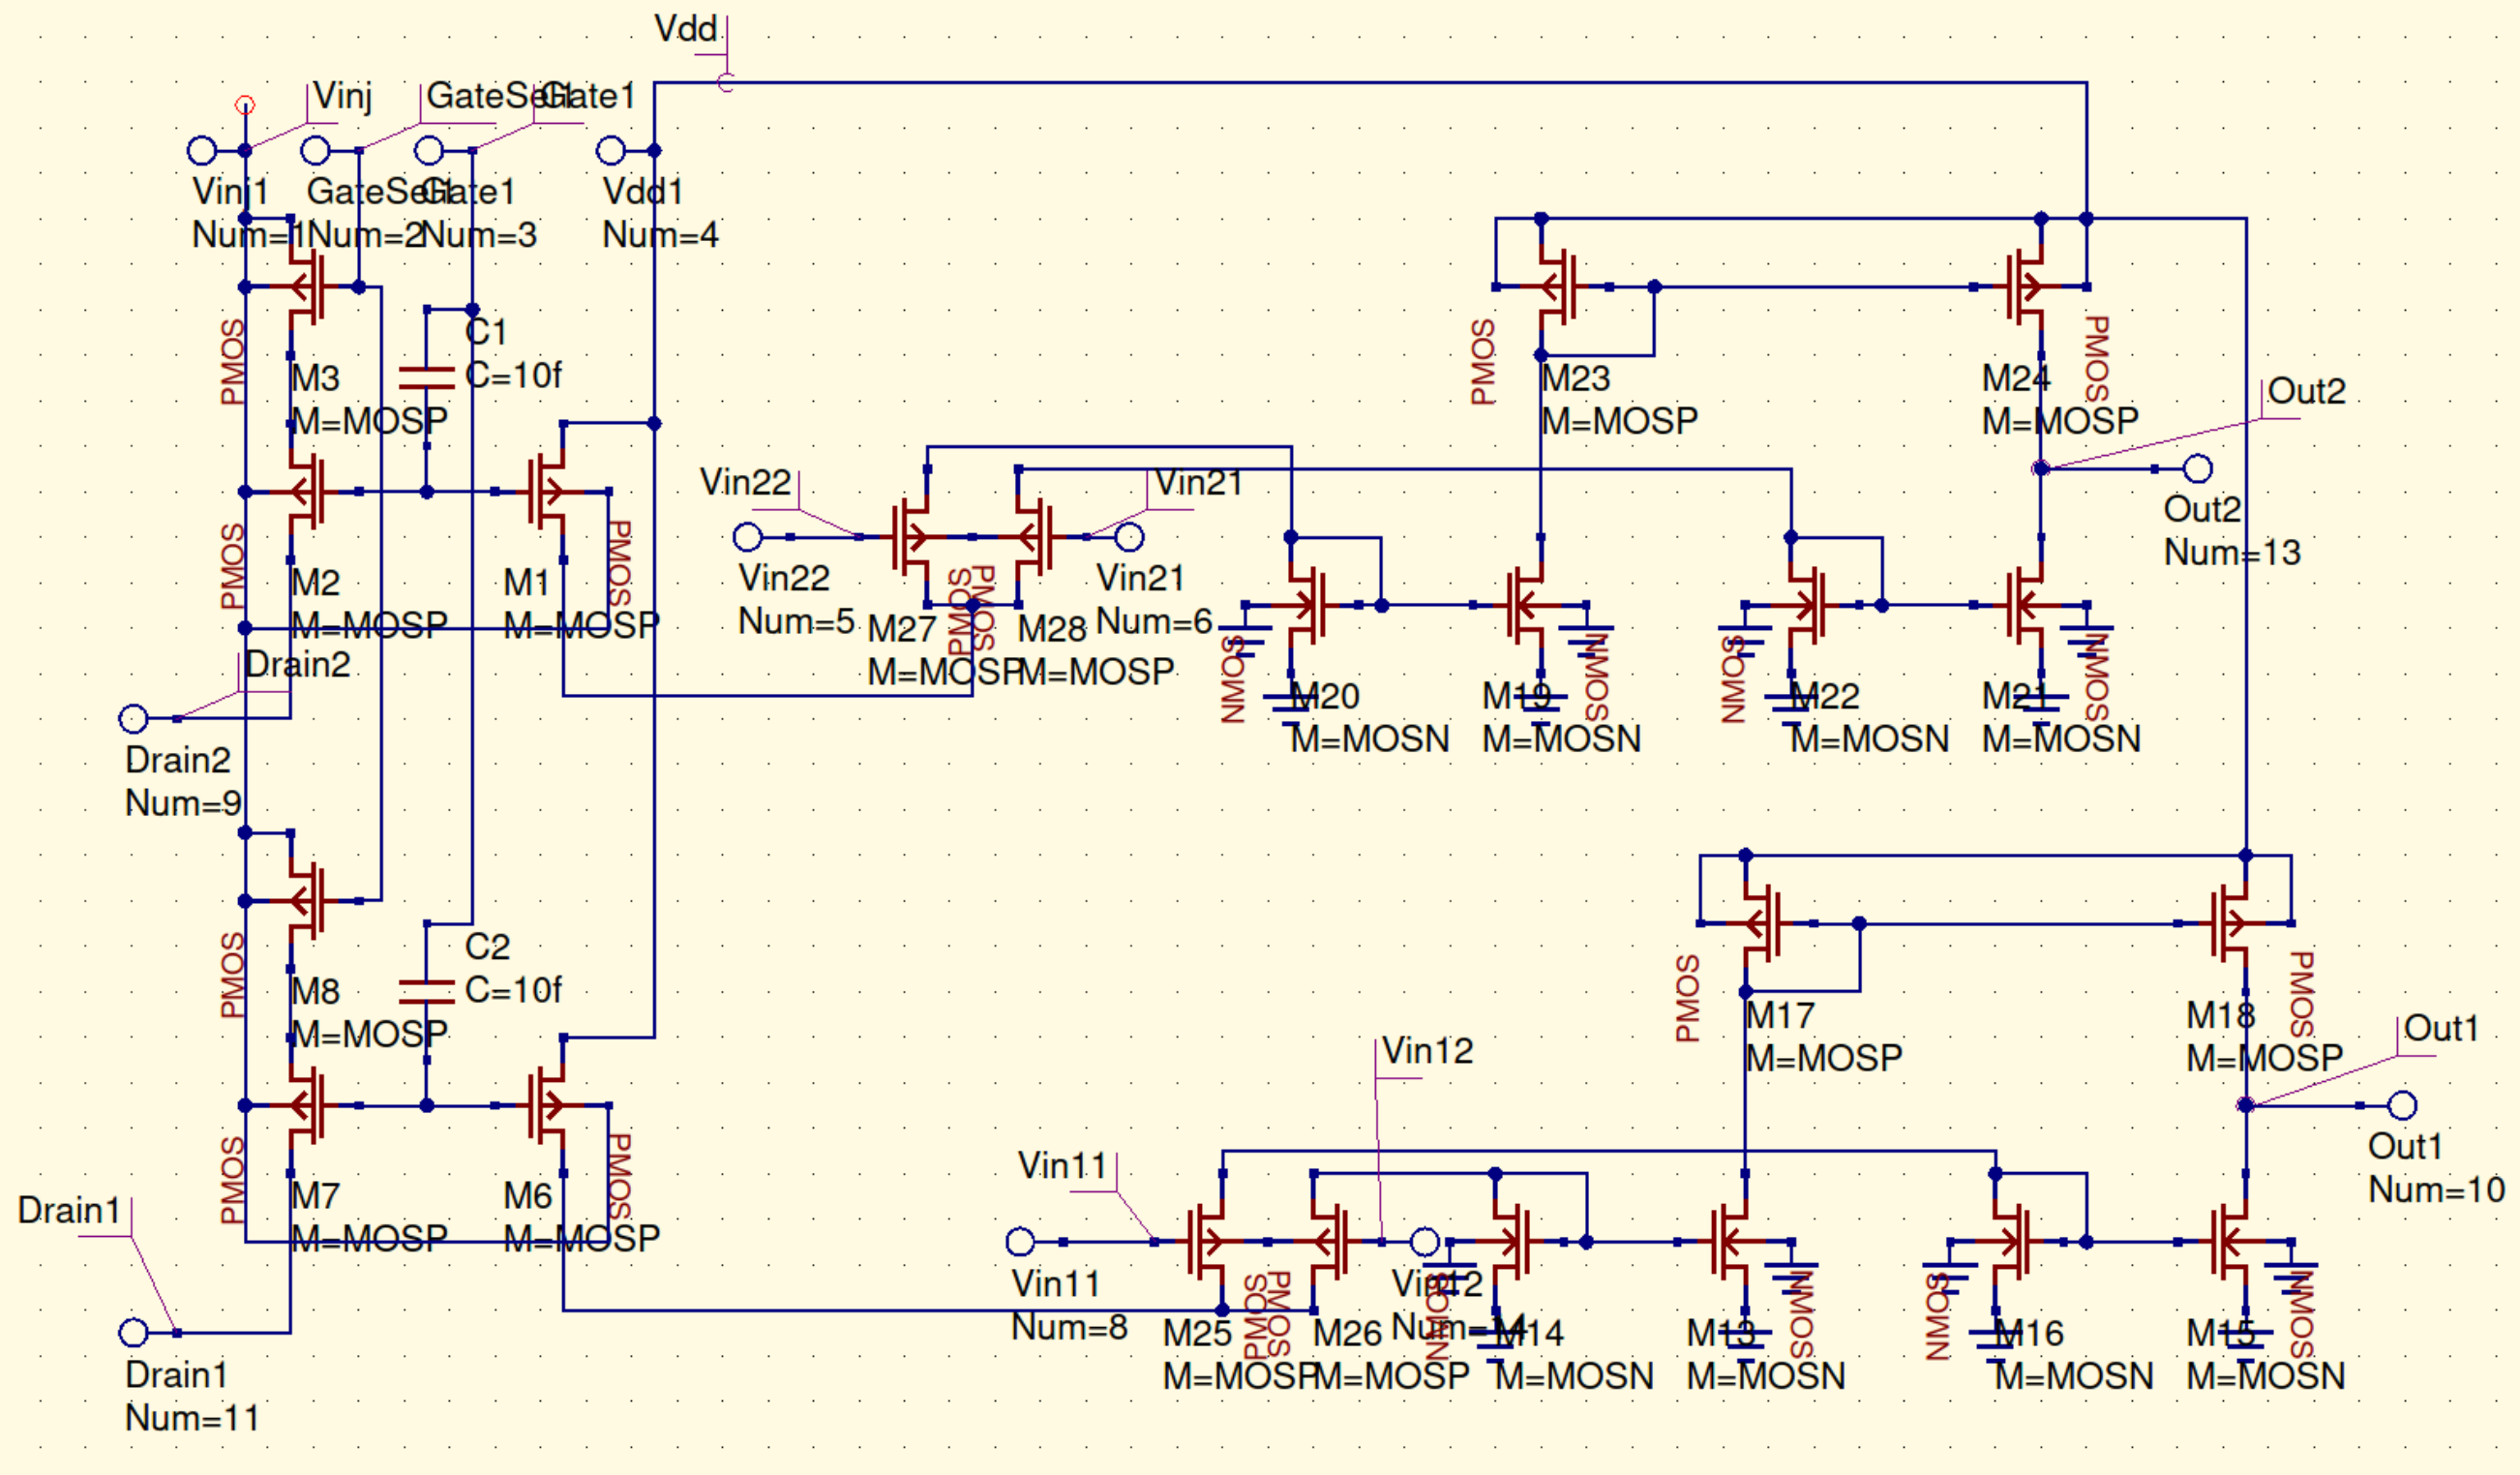 Vdd
Vinj
GateSel1
Gate1
Vinj1
Num=1
GateSel1
Num=2
Gate1
Num=3
Vdd1
Num=4
PMOS
M3
M=MOSP
C1
C=10f
PMOS
M23
M=MOSP
M24
M=MOSP
PMOS
Out2
Out2
Num=13
PMOS
M2
M=MOSP
M1
M=MOSP
PMOS
Vin22
Vin21
Vin22
Num=5
M27
M=MOSP
PMOS
PMOS
M28
M=MOSP
Vin21
Num=6
NMOS
M20
M=MOSN
M19
M=MOSN
NMOS
NMOS
M22
M=MOSN
M21
M=MOSN
NMOS
Drain2
Drain2
Num=9
PMOS
M8
M=MOSP
C2
C=10f
PMOS
M17
M=MOSP
M18
M=MOSP
PMOS
Out1
Out1
Num=10
PMOS
M7
M=MOSP
M6
M=MOSP
PMOS
Vin11
Vin12
Vin11
Num=8
M25
M=MOSP
PMOS
PMOS
M26
M=MOSP
Vin12
NMOS
M14
M=MOSN
M13
M=MOSN
NMOS
NMOS
M16
M=MOSN
M15
M=MOSN
NMOS
Drain1
Drain1
Num=11